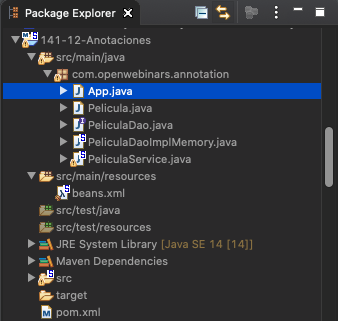 Package Explorer
141-12-Anotaciones
src/main/java
com.openwebinars.annotation
App.java
Pelicula.java
PeliculaDao.java
PeliculaDaoImplMemory.java
PeliculaService.java
src/main/resources
beans.xml
src/test/java
src/test/resources
JRE System Library [Java SE 14 [14]]
Maven Dependencies
src
target
pom.xml